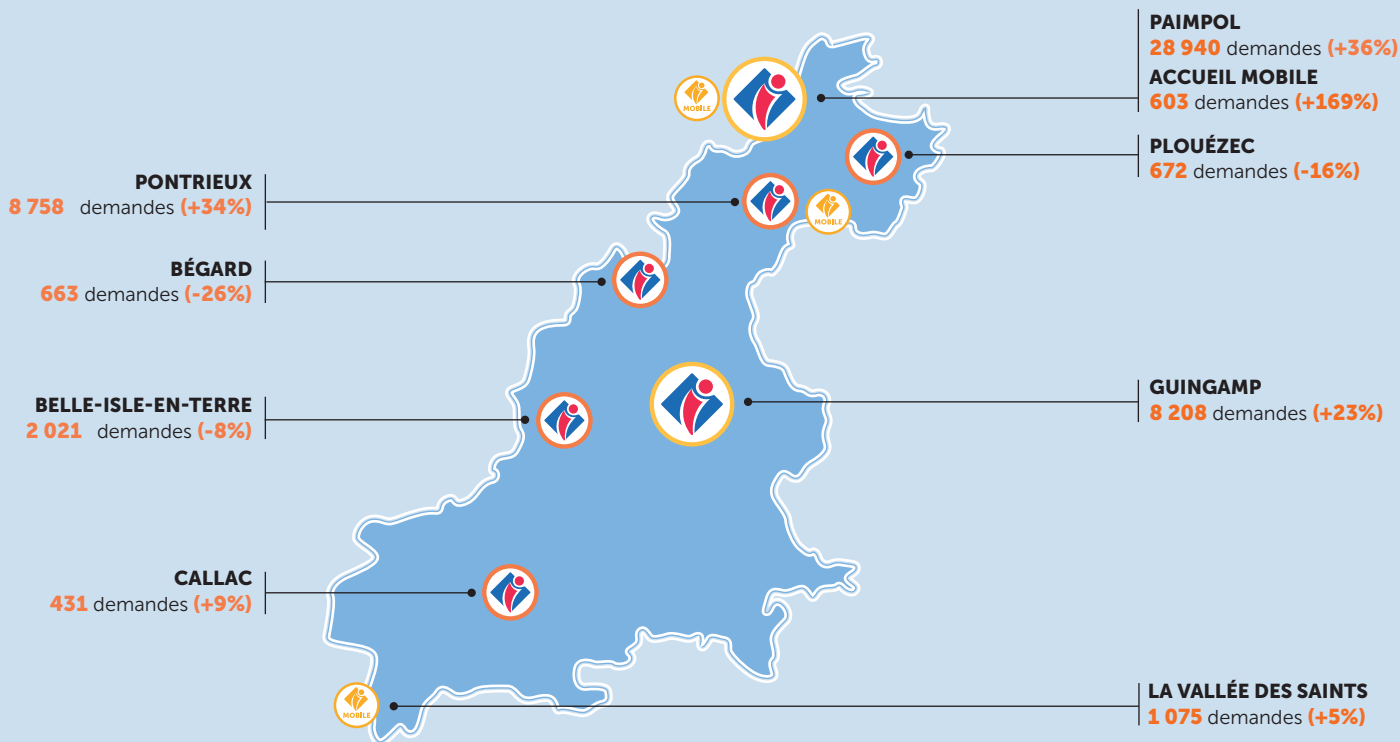 PAIMPOL
28 940 demandes (+36%)
ACCUEIL MOBILE
603 demandes (+169%)
MOBILE
PLOUÉZEC
672 demandes (-16%)
PONTRIEUX
8 758 demandes (+34%)
MOBILE
BÉGARD
663 demandes (-26%)
GUINGAMP
8 208 demandes (+23%)
BELLE-ISLE-EN-TERRE
2 021 demandes (-8%)
CALLAC
431 demandes (+9%)
LA VALLÉE DES SAINTS
1 075 demandes (+5%)
MOBILE